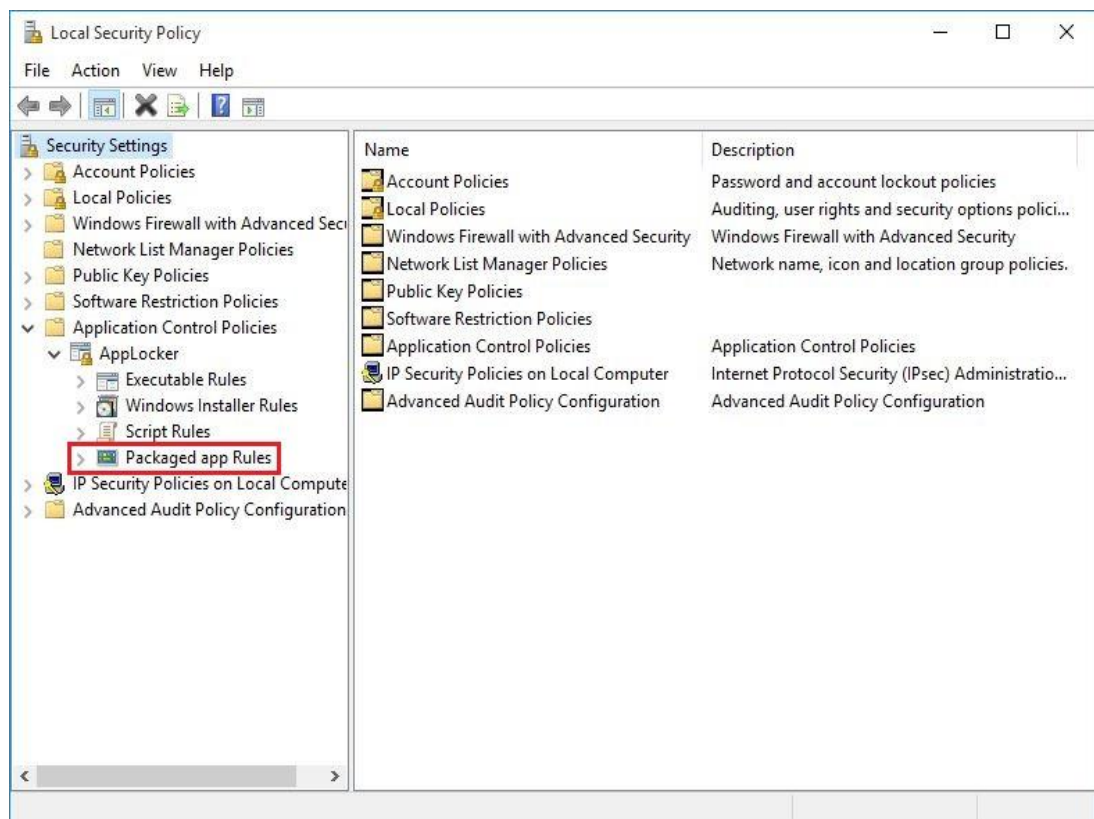 Local Security Policy
File Action View Help
Security Settings
Account Policies
Local Policies
Windows Firewall with Advanced Secu
Network List Manager Policies
Public Key Policies
Software Restriction Policies
Application Control Policies
AppLocker
Executable Rules
Windows Installer Rules
Script Rules
Packaged app Rules
IP Security Policies on Local Compute
Advanced Audit Policy Configuration
Name Description
Account Policies Password and account lockout policies
Local Policies Auditing, user rights and security options polici...
Windows Firewall with Advanced Security Windows Firewall with Advanced Security
Network List Manager Policies Network name, icon and location group policies.
Public Key Policies
Software Restriction Policies
Application Control Policies Application Control Policies
IP Security Policies on Local Computer Internet Protocol Security (IPsec) Administratio...
Advanced Audit Policy Configuration Advanced Audit Policy Configuration